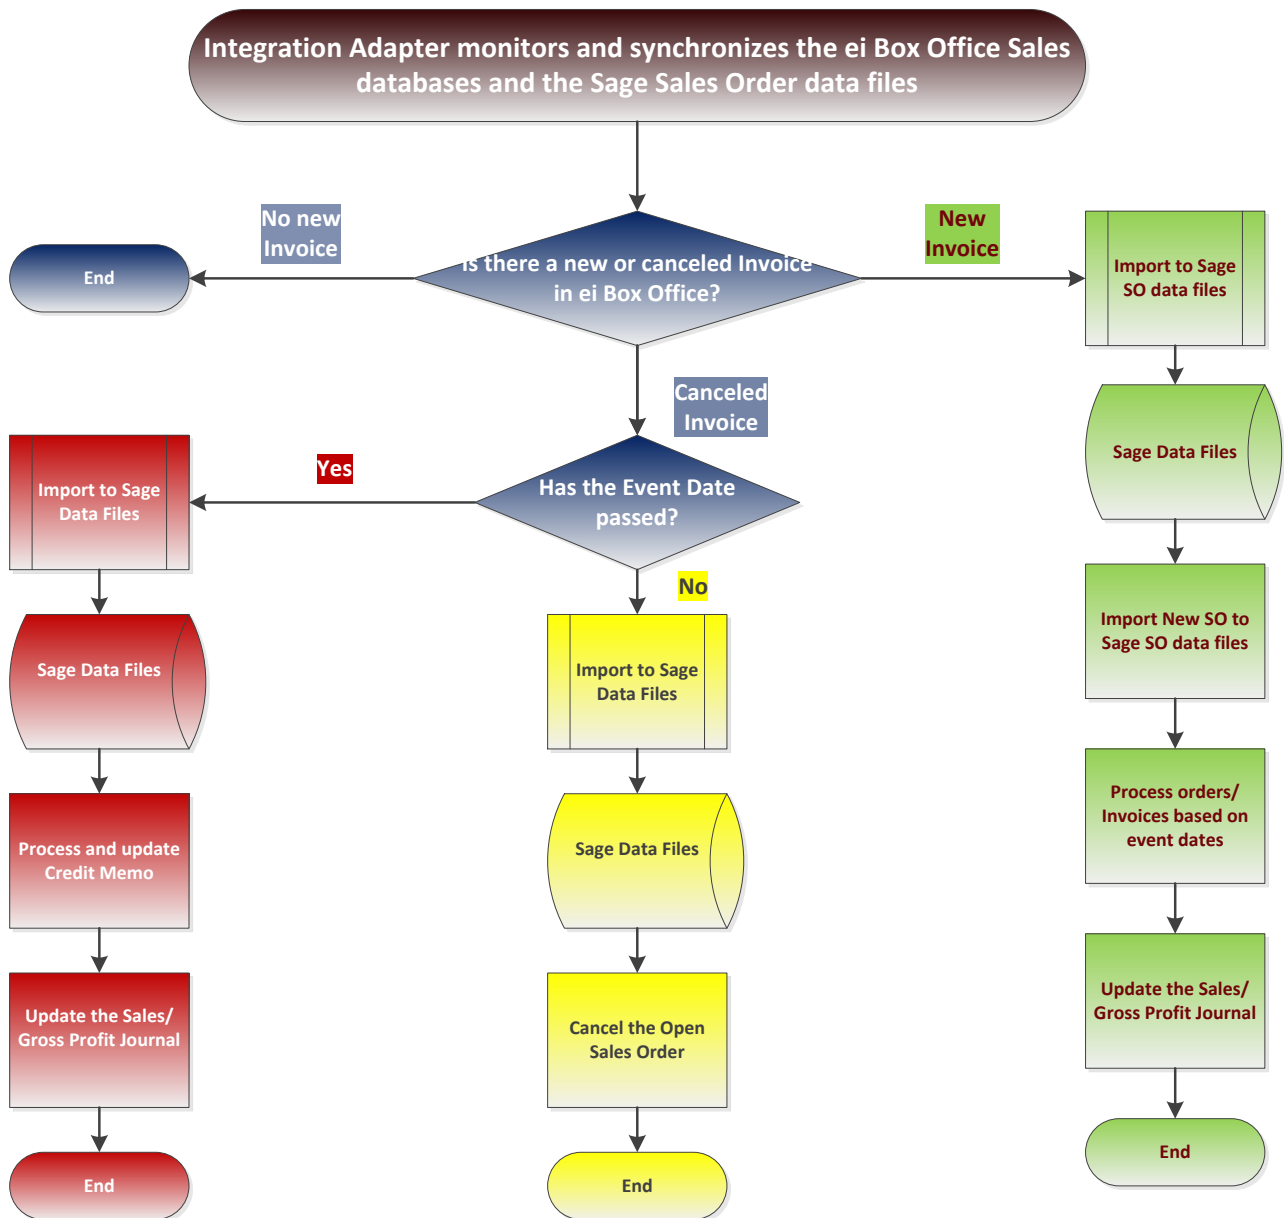 Integration Adapter monitors and synchronizes the ei Box Office Sales
databases and the Sage Sales Order data files
No new
Invoice
New
Invoice
End
Is there a new or canceled Invoice
in ei Box Office?
Import to Sage
SO data files
Canceled
Invoice
Sage Data Files
Yes
Import to Sage
Data Files
Has the Event Date
passed?
No
Import New SO to
Sage SO data files
Sage Data Files
Import to Sage
Data Files
Process orders/
Invoices based on
event dates
Process and update
Credit Memo
Sage Data Files
Update the Sales/
Gross Profit Journal
Update the Sales/
Gross Profit Journal
Cancel the Open
Sales Order
End
End
End